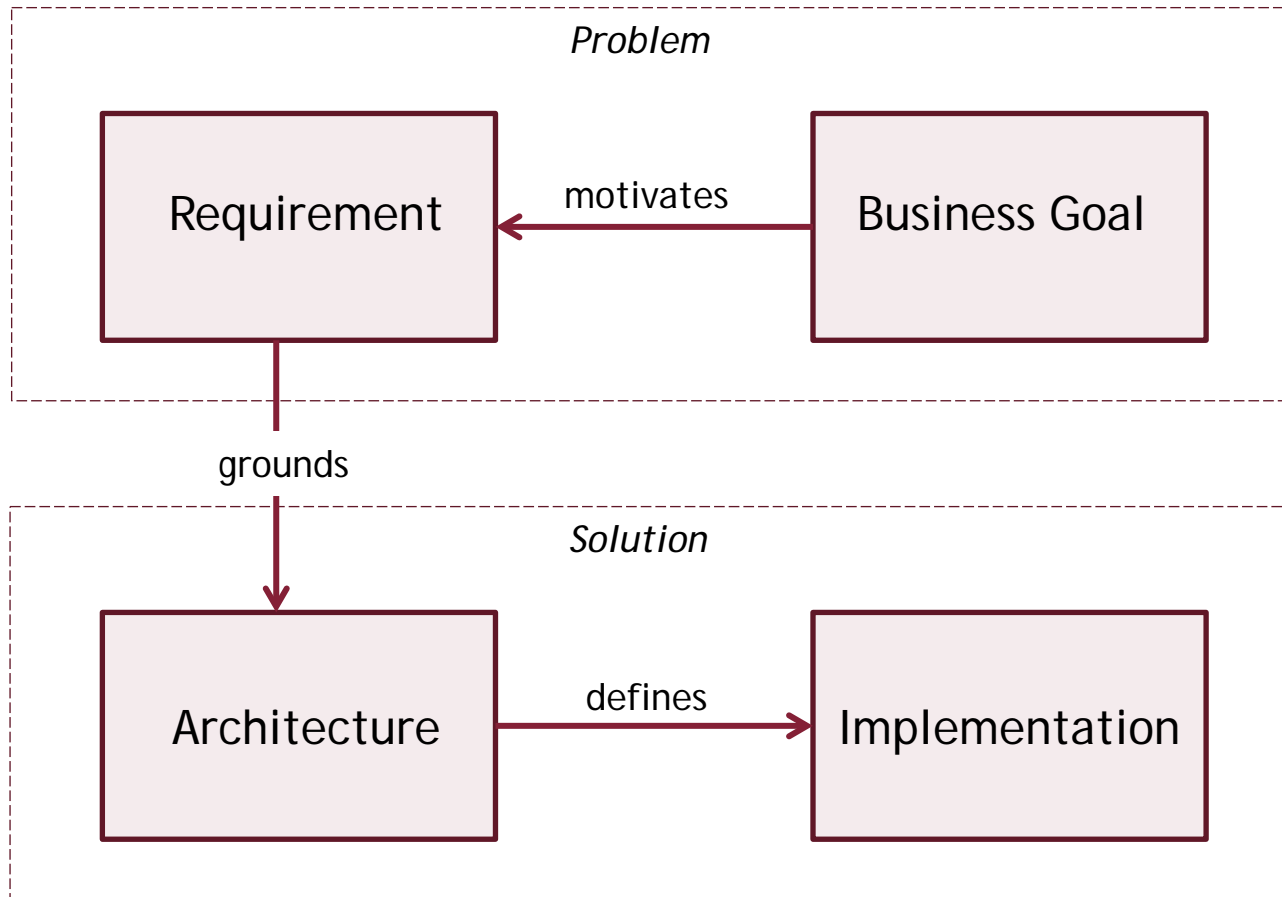 Problem
Requirement
motivates
Business Goal
grounds
Solution
Architecture
defines
Implementation